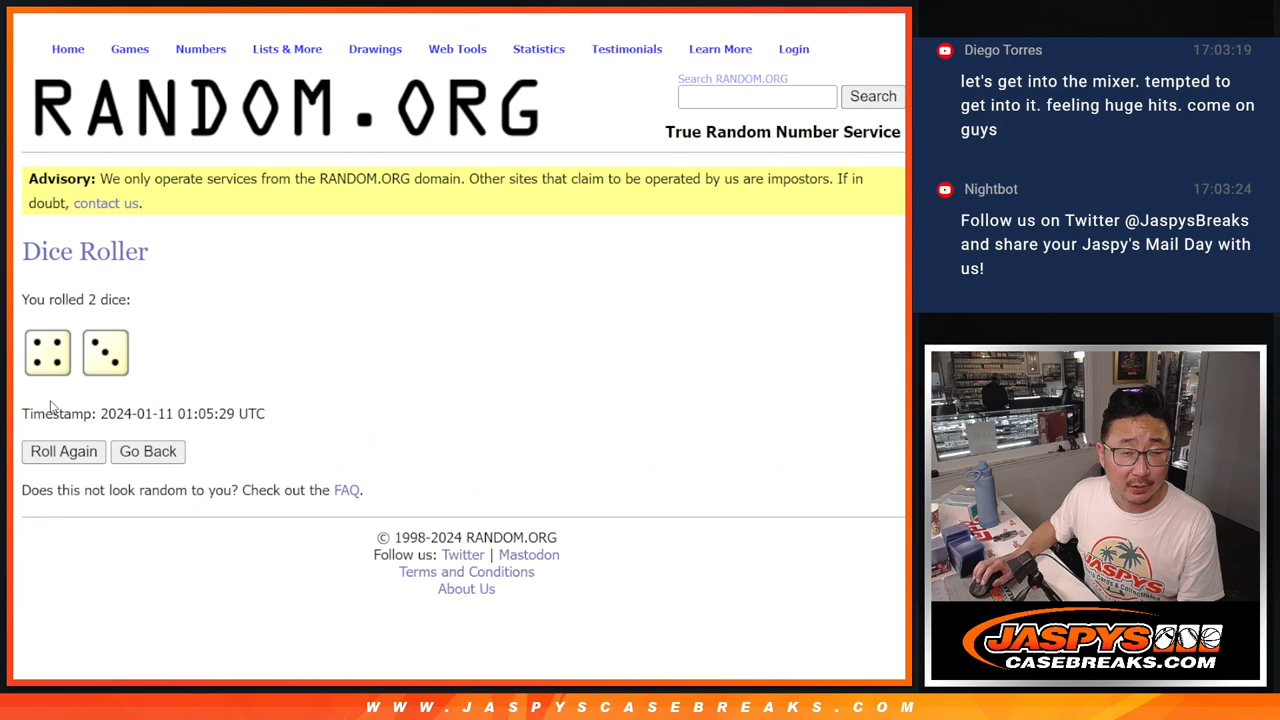 Home Games Numbers Lists & More Drawings Web Tools Statistics Testimonials Learn More Login
RANDOM.ORG
Search RANDOM.ORG
Search
True Random Number Service
Advisory: We only operate services from the RANDOM.ORG domain. Other sites that claim to be operated by us are impostors. If in
doubt, contact us.
Dice Roller
You rolled 2 dice:
Timestamp: 2024-01-11 01:05:29 UTC
Roll Again Go Back
Does this not look random to you? Check out the FAQ.
© 1998-2024 RANDOM.ORG
Follow us: Twitter | Mastodon
Terms and Conditions
About Us
Diego Torres 17:03:19
let's get into the mixer. tempted to
get into it. feeling huge hits. come on
guys
Nightbot 17:03:24
Follow us on Twitter @JaspysBreaks
and share your Jaspy's Mail Day with
us!
JASPY'S
JASPYS
CASEBREAKS.COM
WWW.JASPYSCASEBREAKS.COM